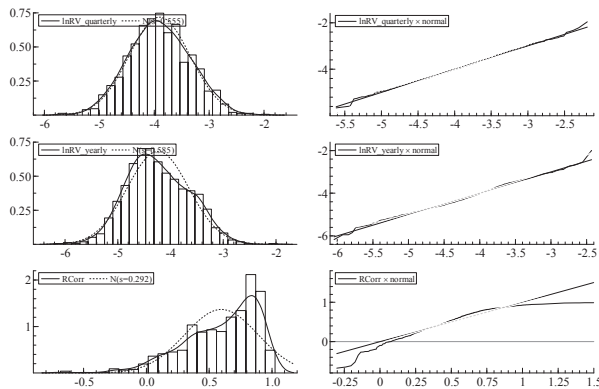 0.75
lnRV_quarterly
0.50
0.25
-6 -5 -4 -3 -2
lnRV_quarterly × normal
-2
-4
-5.5 -5 -4.5 -4 -3.5 -3 -2.5
0.75
lnRV_yearly
0.50
0.25
-6 -5 -4 -3 -2
lnRV_yearly × normal
-2
-4
-6
-6 -5.5 -5 -4.5 -4 -3.5 -3 -2.5
RCorr N(s=0.292)
2
1
-0.5 0.0 0.5 1.0
RCorr × normal
1
0
-0.25 0 0.25 0.5 0.75 1 1.25 1.5